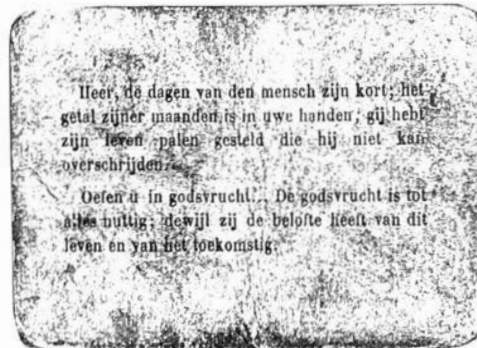 Heer, de dagen van den mensch zijn kort; het
getal zijner maanden is in uwe handen; gij hebt
zijn leven palen gesteld die hij niet kan
overschrijden.
Oefen u in godsvrucht... De godsvrucht is tot
alles nuttig; dewijl zij de belofte heeft van dit
leven en van het toekomstig.